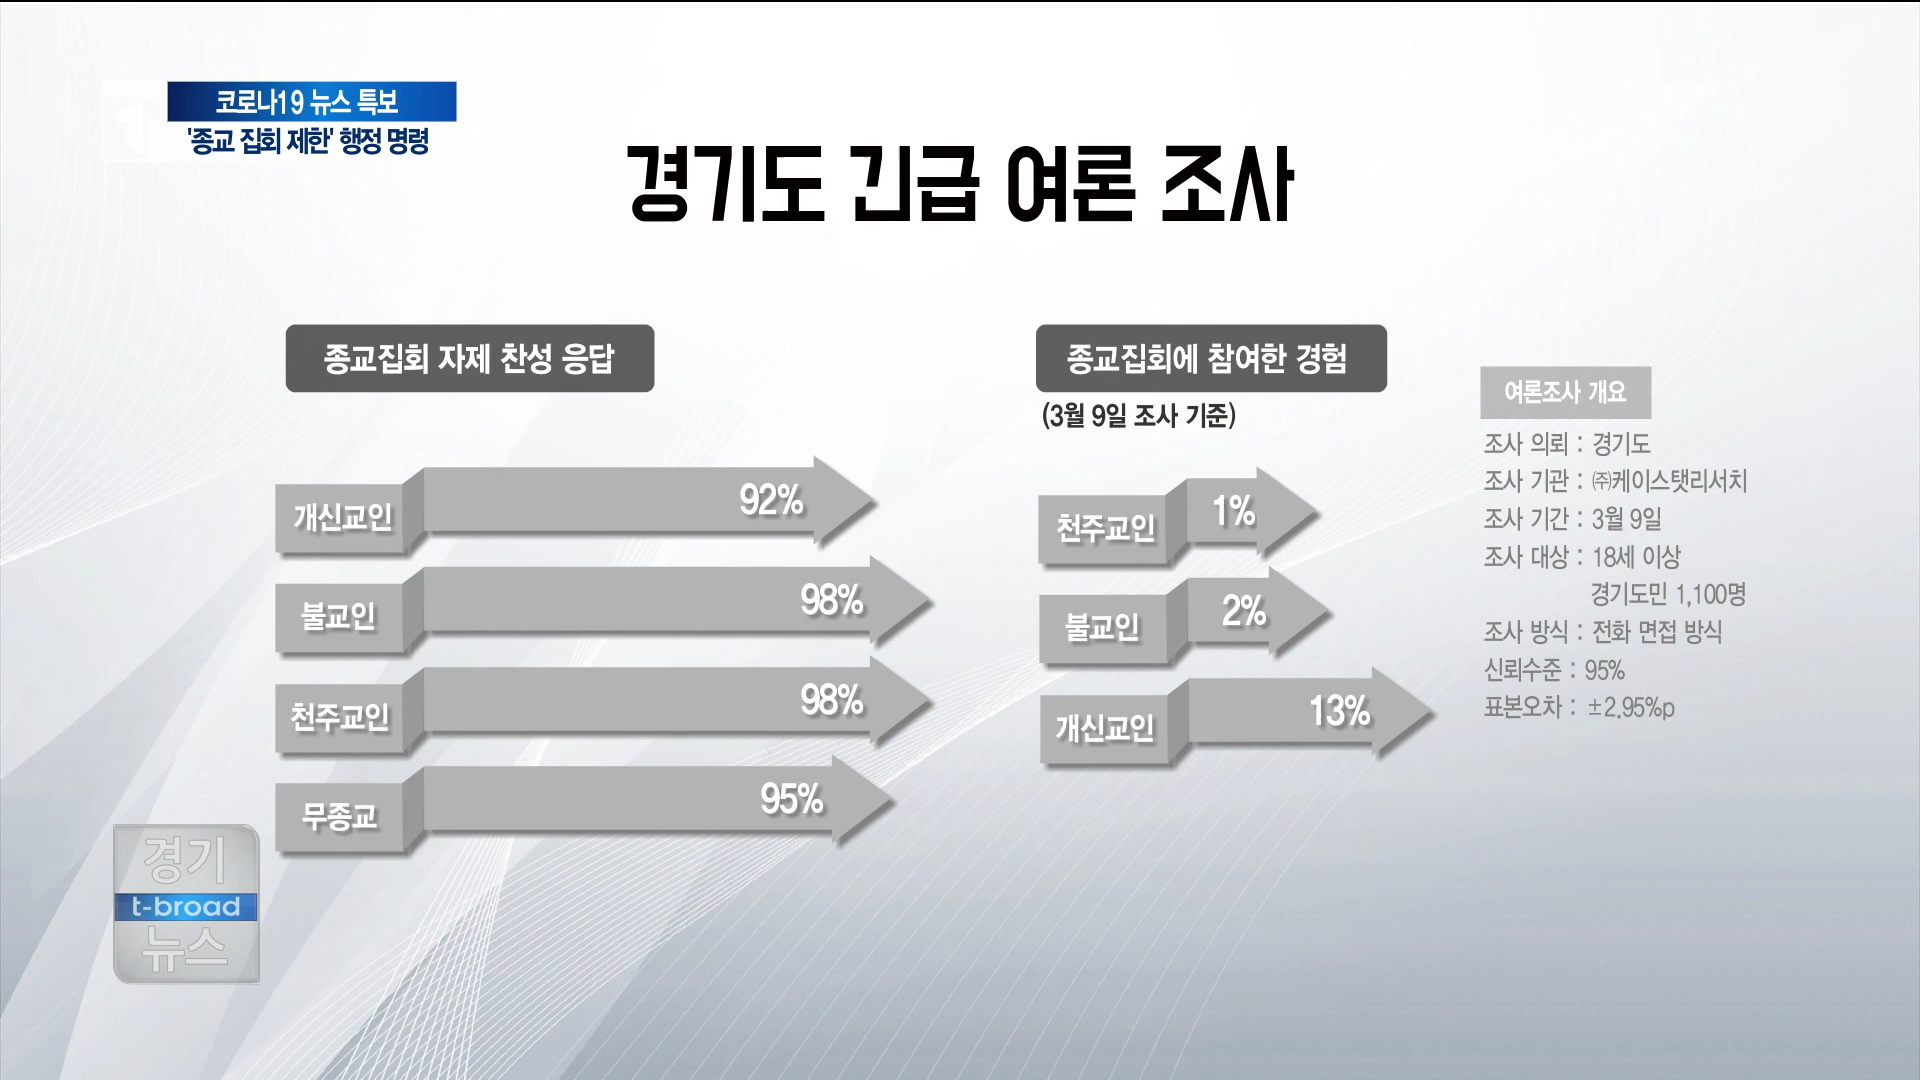 코로나19 뉴스 특보
'종교 집회 제한' 행정 명령
경기도 긴급 여론 조사
종교집회 자제 찬성 응답
개신교인 92%
불교인 98%
천주교인 98%
무종교 95%
종교집회에 참여한 경험
(3월 9일 조사 기준)
천주교인 1%
불교인 2%
개신교인 13%
여론조사 개요
조사 의뢰 : 경기도
조사 기관 : ㈜케이스탯리서치
조사 기간 : 3월 9일
조사 대상 : 18세 이상
경기도민 1,100명
조사 방식 : 전화 면접 방식
신뢰수준 : 95%
표본오차 : ±2.95%p
경기
t-broad
뉴스